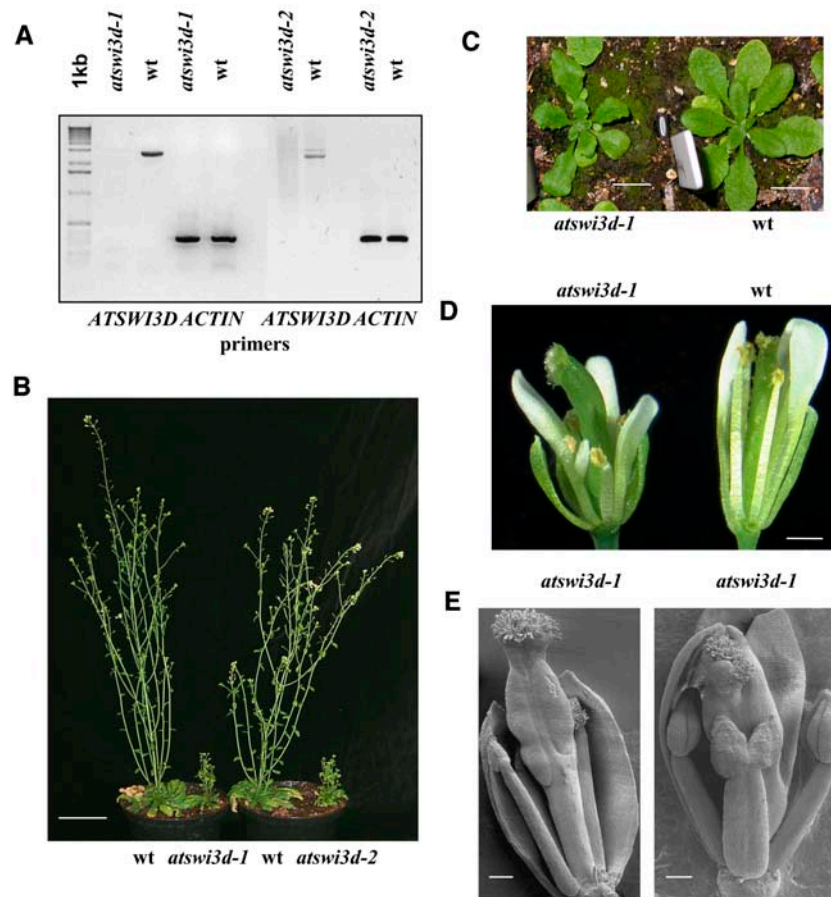 A
1kb
atswi3d-1
wt
atswi3d-1
wt
atswi3d-2
wt
atswi3d-2
wt
ATSWI3D ACTIN ATSWI3D ACTIN
primers
B
wt atswi3d-1 wt atswi3d-2
C
atswi3d-1 wt
D
atswi3d-1 wt
E
atswi3d-1 atswi3d-1